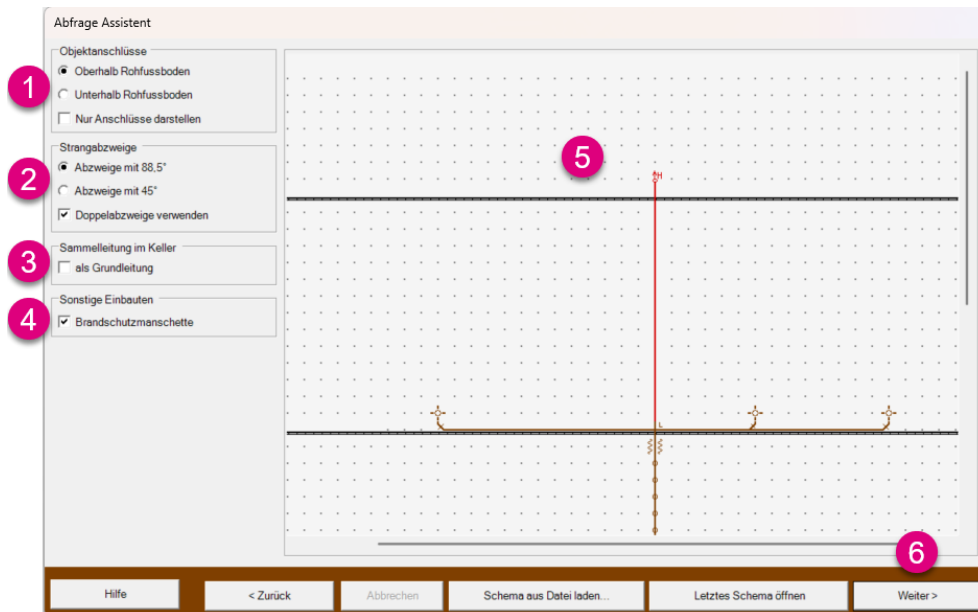 Abfrage Assistent
Objektanschlüsse
1
Oberhalb Rohfussboden
Unterhalb Rohfussboden
Nur Anschlüsse darstellen
Strangabzweige
2
Abzweige mit 88,5°
Abzweige mit 45°
Doppelabzweige verwenden
Sammelleitung im Keller
3
als Grundleitung
Sonstige Einbauten
4
Brandschutzmanschette
5
H
L
6
Hilfe
< Zurück
Abbrechen
Schema aus Datei laden...
Letztes Schema öffnen
Weiter >